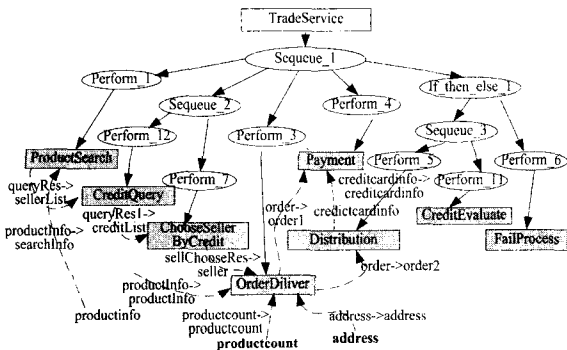 TradeService
Sequeue_1
Perform_1
If_then_else_1
Sequeue_2
Perform_4
Perform_12
Perform_3
Sequeue_3
ProductSearch
Payment
Perform_5
Perform_6
queryRes->
sellerList
CreditQuery
Perform_7
creditcardinfo->
creditcardinfo
Perform_11
queryRes1->
creditList
order->
order1
creditctcardinfo
CreditEvaluate
productInfo->
searchInfo
ChooseSeller
ByCredit
Distribution
FailProcess
sellChooseRes->
seller
order->order2
productInfo->
productInfo
OrderDiliver
productinfo
productcount->
productcount
address->address
productcount
address